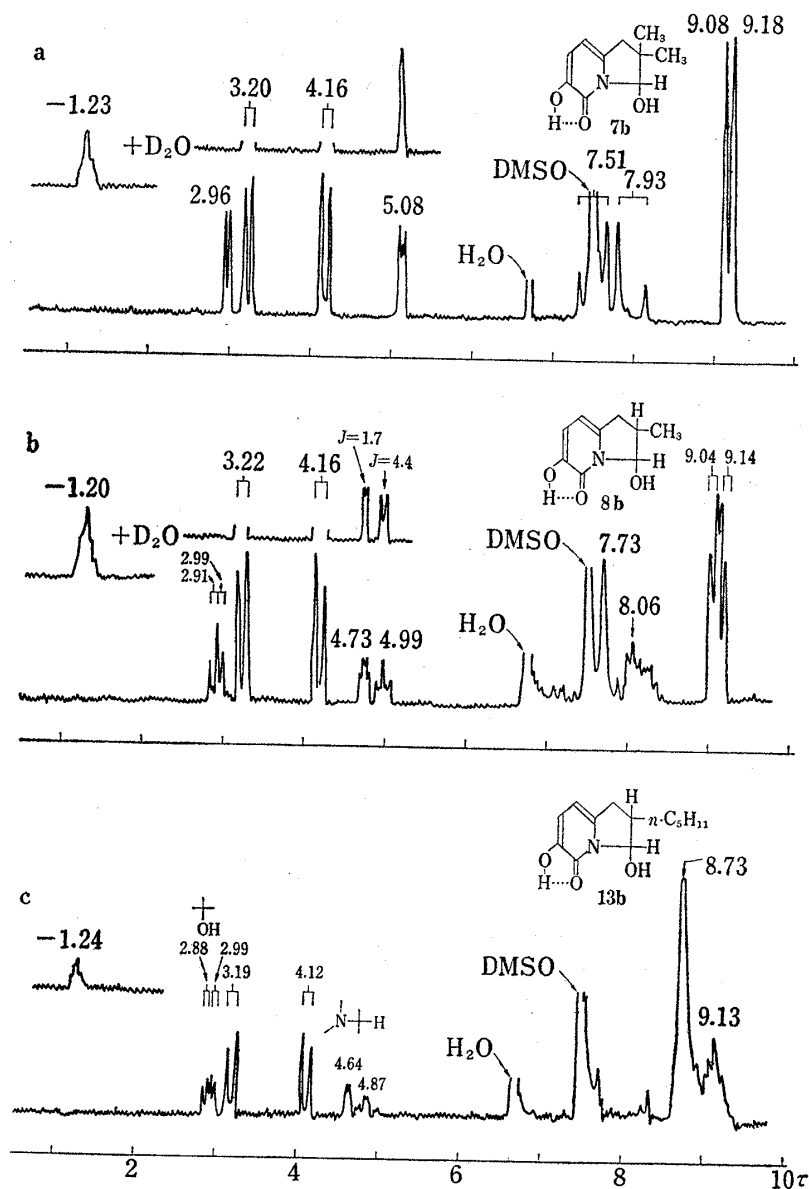 a
CH₃
CH₃
N
H
OH
O
H
O
7b
9.08 9.18
−1.23
+D₂O
3.20
4.16
2.96
5.08
DMSO
7.51
7.93
H₂O
b
H
CH₃
N
H
OH
O
H
O
8b
J=1.7
J=4.4
9.04 9.14
−1.20
+D₂O
3.22
4.16
2.99
2.91
4.73 4.99
DMSO
7.73
8.06
H₂O
c
H
n·C₅H₁₁
N
H
OH
O
H
O
13b
8.73
OH
−1.24
2.88 2.99
3.19
4.12
N
H
4.64
4.87
DMSO
H₂O
9.13
2 4 6 8 10τ